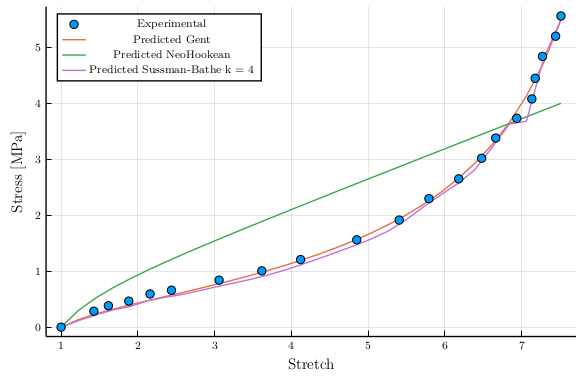 Experimental
Predicted Gent
Predicted NeoHookean
Predicted Sussman-Bathe k = 4
Stress [MPa]
5
4
3
2
1
0
1 2 3 4 5 6 7
Stretch